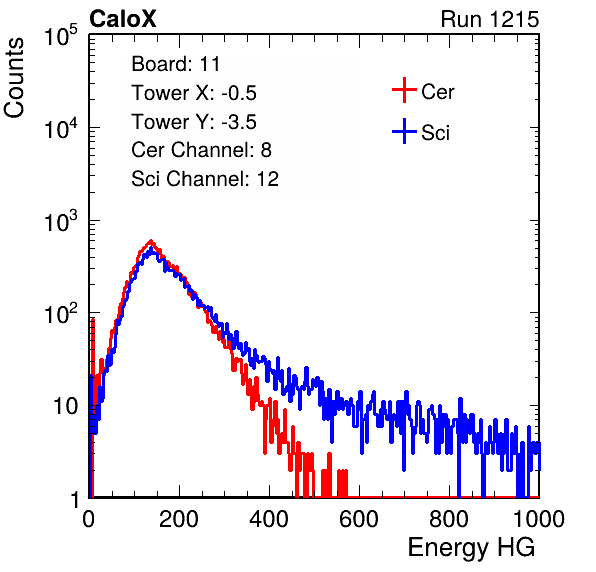 CaloX Run 1215
Counts
Board: 11
Tower X: -0.5
Tower Y: -3.5
Cer Channel: 8
Sci Channel: 12
Cer
Sci
10^5
10^4
10^3
10^2
10
1
0 200 400 600 800 1000
Energy HG